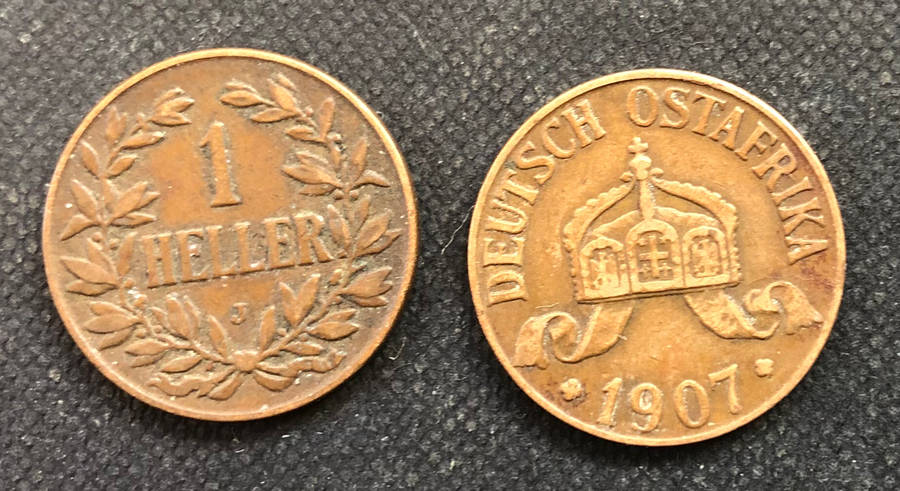 1
HELLER
J
DEUTSCH OSTAFRIKA
1907